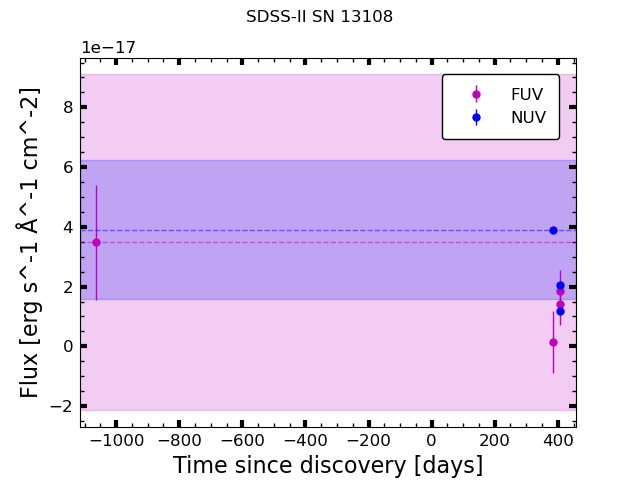 SDSS-II SN 13108
1e−17
FUV
NUV
8
6
4
2
0
−2
Flux [erg s^-1 Å^-1 cm^-2]
−1000 −800 −600 −400 −200 0 200 400
Time since discovery [days]